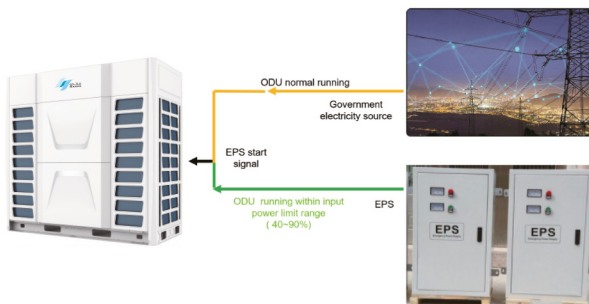 ODU normal running
Government
electricity source
EPS start
signal
ODU running within input
power limit range
( 40~90%)
EPS
EPS
EPS